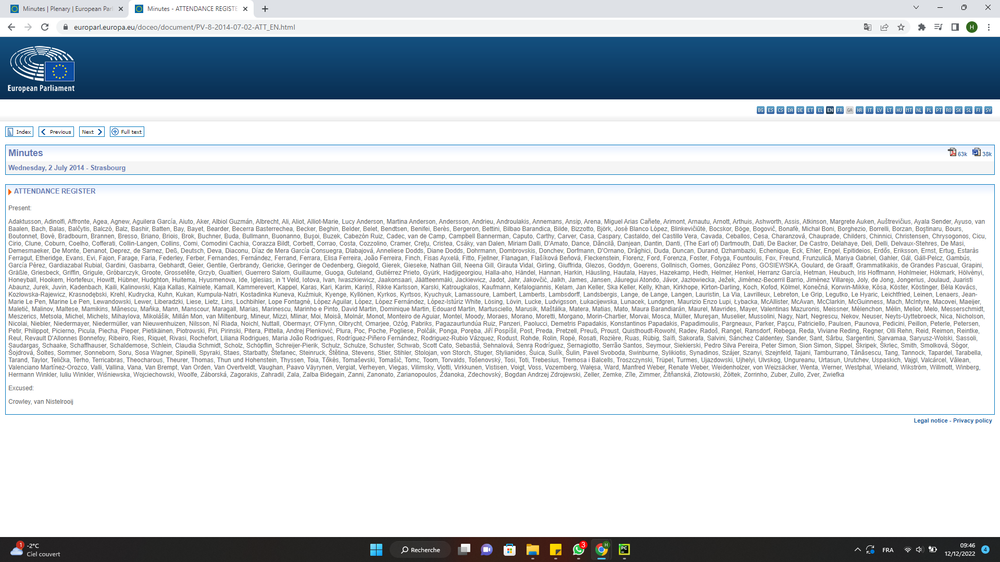 Minutes | Plenary | European Parl
Minutes - ATTENDANCE REGISTE
europarl.europa.eu/doceo/document/PV-8-2014-07-02-ATT_EN.html
H
European Parliament
BG ES CS DA DE ET EL EN FR GA HR IT LV LT HU MT NL PL PT RO SK SL FI SV
Index Previous Next Full text
Minutes
63k 38k
Wednesday, 2 July 2014 - Strasbourg
ATTENDANCE REGISTER
Present:
Adaktusson, Adinolfi, Affronte, Agea, Agnew, Aguilera García, Aiuto, Aker, Albiol Guzmán, Albrecht, Ali, Aliot, Alliot-Marie, Lucy Anderson, Martina Anderson, Andersson, Andrieu, Androulakis, Annemans, Ansip, Arena, Miguel Arias Cañete, Arimont, Arnautu, Arnott, Arthuis, Ashworth, Assis, Atkinson, Margrete Auken, Auštrevičius, Ayala Sender, Ayuso, van
Baalen, Bach, Balas, Balčytis, Balczó, Balz, Bashir, Batten, Bay, Bayet, Bearder, Becerra Basterrechea, Becker, Beghin, Belder, Belet, Bendtsen, Benifei, Berès, Bergeron, Bettini, Bilbao Barandica, Bilde, Bizzotto, Björk, José Blanco López, Blinkevičiūtė, Bocskor, Böge, Bogovič, Bonafè, Michał Boni, Borghezio, Borrelli, Borzan, Boştinaru, Bours,
Boutonnet, Bové, Bradbourn, Brannen, Bresso, Briano, Briois, Brok, Buchner, Buda, Bullmann, Buonanno, Buşoi, Buzek, Cabezón Ruiz, Cadec, van de Camp, Campbell Bannerman, Caputo, Carthy, Carver, Casa, Caspary, Castaldo, del Castillo Vera, Cavada, Ceballos, Cesa, Charanzová, Chauprade, Childers, Chinnici, Christensen, Chrysogonos, Cicu,
Cirio, Clune, Coburn, Coelho, Cofferati, Collin-Langen, Collins, Comi, Comodini Cachia, Corazza Bildt, Corbett, Corrao, Costa, Cozzolino, Cramer, Creţu, Cristea, Csáky, van Dalen, Miriam Dalli, D'Amato, Dance, Dăncilă, Danjean, Dantin, Danti, (The Earl of) Dartmouth, Dati, De Backer, De Castro, Delahaye, Deli, Delli, Delvaux-Stehres, De Masi,
Demesmaeker, De Monte, Denanot, Deprez, de Sarnez, Deß, Deutsch, Deva, Diaconu, Díaz de Mera García Consuegra, Dlabajová, Anneliese Dodds, Diane Dodds, Dohrmann, Dombrovskis, Donchev, Dorfmann, D'Ornano, Drăghici, Duda, Duncan, Durand, Dzhambazki, Echenique, Eck, Ehler, Engel, Epitideios, Erdős, Eriksson, Ernst, Ertug, Estaràs
Ferragut, Etheridge, Evans, Evi, Fajon, Farage, Faria, Federley, Ferber, Fernandes, Fernández, Ferrand, Ferrara, Elisa Ferreira, João Ferreira, Finch, Fisas Ayxelà, Fitto, Fjellner, Flanagan, Flašíková Beňová, Fleckenstein, Florenz, Ford, Forenza, Foster, Fotyga, Fountoulis, Fox, Freund, Frunzulică, Mariya Gabriel, Gahler, Gál, Gáll-Pelcz, Gambús,
García Pérez, Gardiazabal Rubial, Gardini, Gasbarra, Gebhardt, Geier, Gentile, Gerbrandy, Gericke, Geringer de Oedenberg, Giegold, Gierek, Gieseke, Nathan Gill, Neena Gill, Girauta Vidal, Girling, Giuffrida, Glezos, Goddyn, Goerens, Gollnisch, Gomes, González Pons, GOSIEWSKA, Goulard, de Graaff, Grammatikakis, de Grandes Pascual, Grapini,
Gräßle, Griesbeck, Griffin, Grigule, Gróbarczyk, Groote, Grossetête, Grzyb, Gualtieri, Guerrero Salom, Guillaume, Guoga, Guteland, Gutiérrez Prieto, Gyürk, Hadjigeorgiou, Halla-aho, Händel, Hannan, Harkin, Häusling, Hautala, Hayes, Hazekamp, Hedh, Helmer, Henkel, Herranz García, Hetman, Heubuch, Iris Hoffmann, Hohlmeier, Hökmark, Hölvényi,
Honeyball, Hookem, Hortefeux, Howitt, Hübner, Hudghton, Huitema, Hyusmenova, Ide, Iglesias, in 't Veld, Iotova, Ivan, Iwaszkiewicz, Jaakonsaari, Jäätteenmäki, Jackiewicz, Jadot, Jahr, Jakovčić, Jalkh, James, Jansen, Jáuregui Atondo, Jávor, Jazłowiecka, Ježek, Jiménez-Becerril Barrio, Jiménez Villarejo, Joly, de Jong, Jongerius, Joulaud, Juaristi
Abaunz, Jurek, Juvin, Kadenbach, Kaili, Kalinowski, Kaja Kallas, Kalniete, Kamall, Kammerevert, Kappel, Karas, Kari, Karim, Kariņš, Rikke Karlsson, Karski, Katrougkalos, Kaufmann, Kefalogiannis, Kelam, Jan Keller, Ska Keller, Kelly, Khan, Kirkhope, Kirton-Darling, Koch, Kofod, Kölmel, Konečná, Korwin-Mikke, Kósa, Köster, Köstinger, Béla Kovács,
Kozłowska-Rajewicz, Krasnodębski, Krehl, Kudrycka, Kuhn, Kukan, Kumpula-Natri, Kostadinka Kuneva, Kuźmiuk, Kyenge, Kyllönen, Kyrkos, Kyrtsos, Kyuchyuk, Lamassoure, Lambert, Lamberts, Lambsdorff, Landsbergis, Lange, de Lange, Langen, Lauristin, La Via, Lavrilleux, Lebreton, Le Grip, Legutko, Le Hyaric, Leichtfried, Leinen, Lenaers, Jean-
Marie Le Pen, Marine Le Pen, Lewandowski, Lewer, Liberadzki, Liese, Lietz, Lins, Lochbihler, Lope Fontagné, López Aguilar, López, López Fernández, López-Istúriz White, Lösing, Lövin, Lucke, Ludvigsson, Łukacijewska, Lunacek, Lundgren, Maurizio Enzo Lupi, Łybacka, McAllister, McAvan, McClarkin, McGuinness, Mach, McIntyre, Macovei, Maeijer,
Maletić, Malinov, Maltese, Mamikins, Mănescu, Maňka, Mann, Manscour, Maragall, Marias, Marinescu, Marinho e Pinto, David Martin, Dominique Martin, Edouard Martin, Martusciello, Marusik, Maštálka, Matera, Matias, Mato, Maura Barandiarán, Maurel, Mavrides, Mayer, Valentinas Mazuronis, Meissner, Mélenchon, Mélin, Melior, Melo, Messerschmidt,
Meszerics, Metsola, Michel, Michels, Mihaylova, Mikolášik, Millán Mon, van Miltenburg, Mineur, Mizzi, Mlinar, Moi, Moisă, Molnár, Monot, Monteiro de Aguiar, Montel, Moody, Moraes, Morano, Moretti, Morgano, Morin-Chartier, Morvai, Mosca, Müller, Mureşan, Muselier, Mussolini, Nagy, Nart, Negrescu, Nekov, Neuser, Neyts-Uyttebroeck, Nica, Nicholson,
Nicolai, Niebler, Niedermayer, Niedermüller, van Nieuwenhuizen, Nilsson, Ní Riada, Noichl, Nuttall, Obermayr, O'Flynn, Olbrycht, Omarjee, Ożóg, Pabriks, Pagazaurtundúa Ruiz, Panzeri, Paolucci, Demetris Papadakis, Konstantinos Papadakis, Papadimoulis, Pargneaux, Parker, Paşcu, Patriciello, Paulsen, Paunova, Pedicini, Peillon, Peterle, Petersen,
Petir, Philippot, Picierno, Picula, Piecha, Pieper, Pietikäinen, Piotrowski, Piri, Pirinski, Pitera, Pittella, Andrej Plenković, Plura, Poc, Poche, Pogliese, Polčák, Ponga, Poręba, Jiří Pospíšil, Post, Preda, Pretzell, Preuß, Proust, Quisthoudt-Rowohl, Radev, Radoš, Rangel, Ransdorf, Rebega, Reda, Viviane Reding, Regner, Olli Rehn, Reid, Reimon, Reintke,
Reul, Revault D'Allonnes Bonnefoy, Ribeiro, Ries, Riquet, Rivasi, Rochefort, Liliana Rodrigues, Maria João Rodrigues, Rodríguez-Piñero Fernández, Rodriguez-Rubio Vázquez, Rodust, Rohde, Rolin, Ropé, Rosati, Rozière, Ruas, Rübig, Saïfi, Sakorafa, Salvini, Sánchez Caldentey, Sander, Sant, Sârbu, Sargentini, Sarvamaa, Saryusz-Wolski, Sassoli,
Saudargas, Schaake, Schaffhauser, Schaldemose, Schlein, Claudia Schmidt, Scholz, Schöpflin, Schreijer-Pierik, Schulz, Schulze, Schuster, Schwab, Scott Cato, Sebastià, Sehnalová, Senra Rodríguez, Sernagiotto, Serrão Santos, Seymour, Siekierski, Pedro Silva Pereira, Peter Simon, Sion Simon, Sippel, Škripek, Škrlec, Smith, Smolková, Sógor,
Šojdrová, Šoltes, Sommer, Sonneborn, Soru, Sosa Wagner, Spinelli, Spyraki, Staes, Starbatty, Štefanec, Steinruck, Štětina, Stevens, Stier, Stihler, Stolojan, von Storch, Stuger, Stylianides, Šuica, Sulík, Šulin, Pavel Svoboda, Swinburne, Sylikiotis, Synadinos, Szájer, Szanyi, Szejnfeld, Tajani, Tamburrano, Tănăsescu, Tang, Tannock, Tapardel, Tarabella,
Tarand, Taylor, Telička, Terho, Terricabras, Theocharous, Theurer, Thomas, Thun und Hohenstein, Thyssen, Toia, Tőkés, Tomaševski, Tomašić, Tomc, Toom, Torvalds, Tošenovský, Tosi, Toti, Trebesius, Tremosa i Balcells, Troszczynski, Trüpel, Turmes, Ujazdowski, Ujhelyi, Ulvskog, Ungureanu, Urtasun, Urutchev, Uspaskich, Vajgl, Valcárcel, Vălean,
Valenciano Martínez-Orozco, Valli, Vallina, Vana, Van Brempt, Van Orden, Van Overtveldt, Vaughan, Paavo Väyrynen, Vergiat, Verheyen, Viegas, Vilimsky, Viotti, Virkkunen, Vistisen, Voigt, Voss, Vozemberg, Wałęsa, Ward, Manfred Weber, Renate Weber, Weidenholzer, von Weizsäcker, Wenta, Werner, Westphal, Wieland, Wikström, Willmott, Winberg,
Hermann Winkler, Iuliu Winkler, Wiśniewska, Wojciechowski, Woolfe, Záborská, Zagorakis, Zahradil, Zala, Zalba Bidegain, Zanni, Zanonato, Zarianopoulos, Ždanoka, Zdechovský, Bogdan Andrzej Zdrojewski, Zeller, Zemke, Zīle, Zimmer, Žitňanská, Złotowski, Żółtek, Zorrinho, Zuber, Zullo, Zver, Zwiefka
Excused:
Crowley, van Nistelrooij
Legal notice - Privacy policy
1
-2°C
Ciel couvert
Recherche
3
H
PC
FRA
09:46
12/12/2022
4